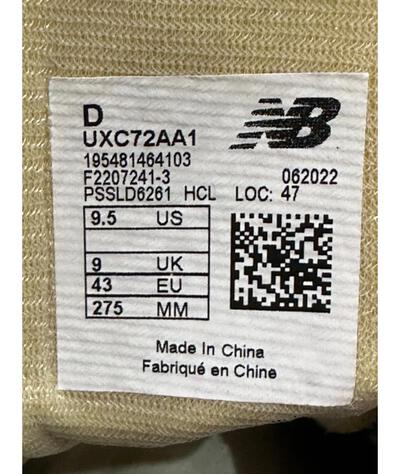 D
NB
UXC72AA1
195481464103
F2207241-3 062022
PSSLD6261 HCL LOC: 47
9.5 US
9 UK
43 EU
275 MM
Made In China
Fabriqué en Chine